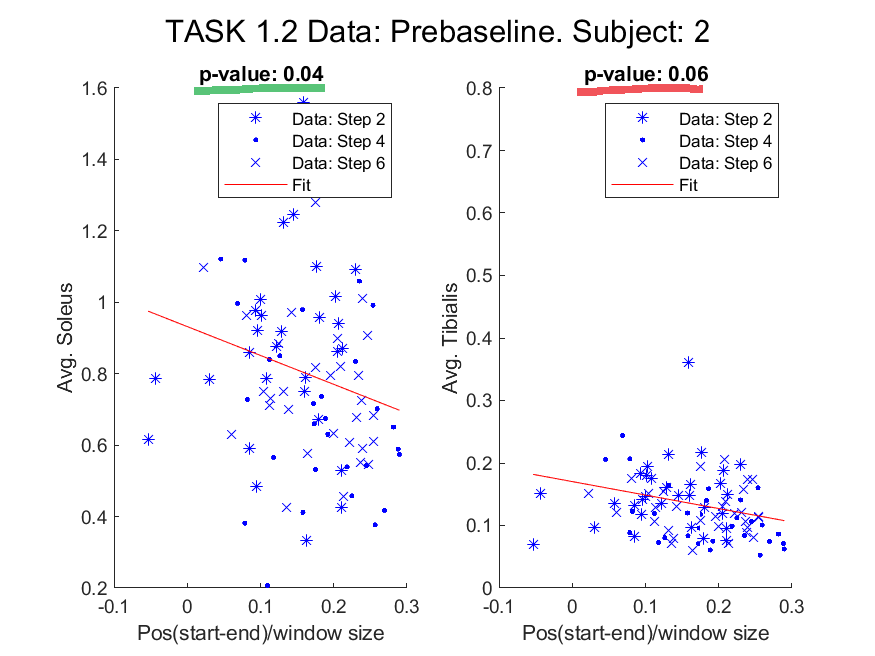 TASK 1.2 Data: Prebaseline. Subject: 2
p-value: 0.04
1.6
1.4
1.2
1
0.8
0.6
0.4
0.2
-0.1
0
0.1
0.2
0.3
Avg. Soleus
Pos(start-end)/window size
Data: Step 2
Data: Step 4
Data: Step 6
Fit
p-value: 0.06
0.8
0.7
0.6
0.5
0.4
0.3
0.2
0.1
0
-0.1
0
0.1
0.2
0.3
Avg. Tibialis
Pos(start-end)/window size
Data: Step 2
Data: Step 4
Data: Step 6
Fit